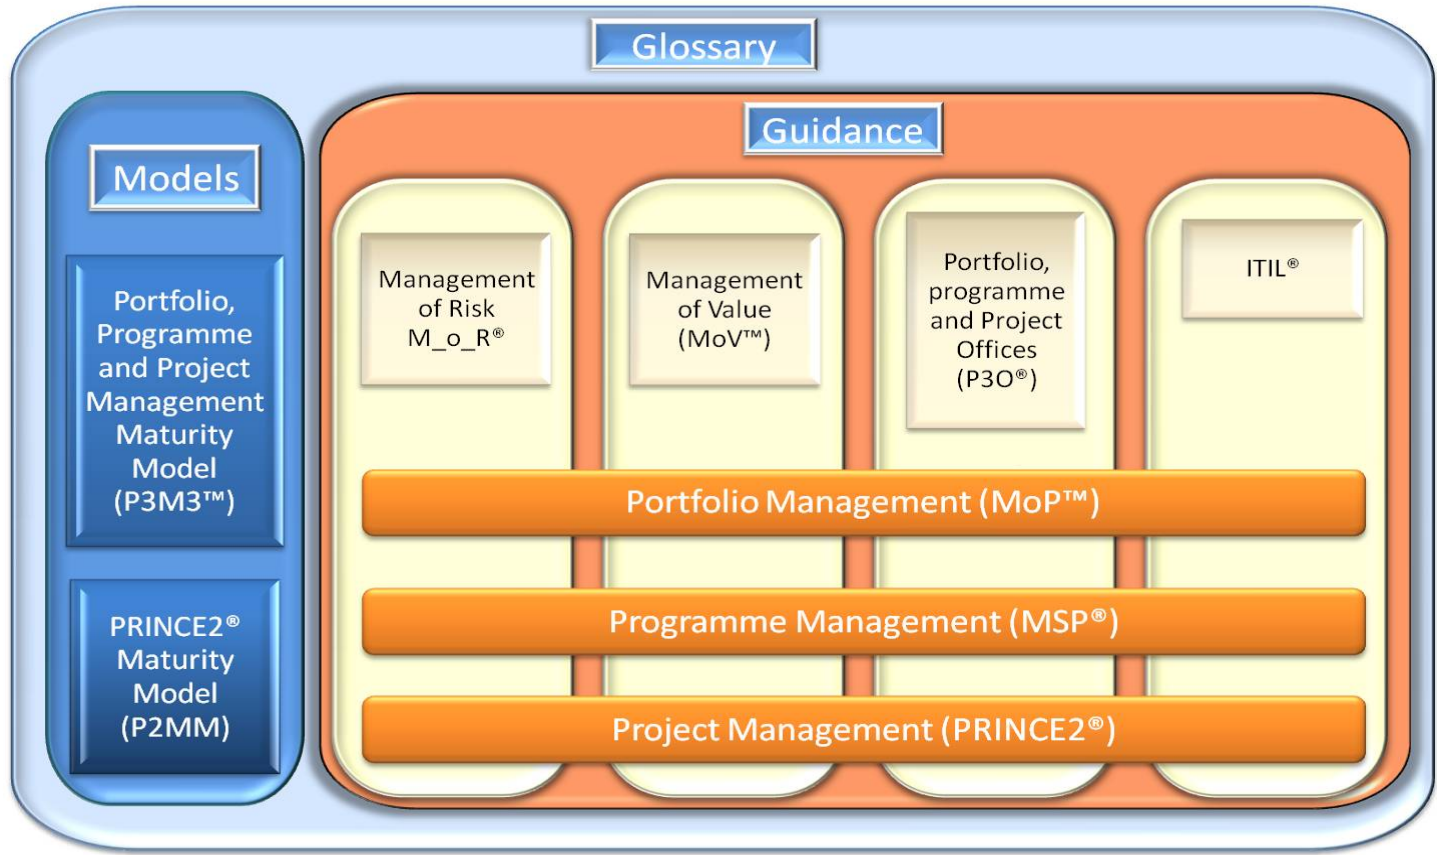 Glossary
Models
Portfolio,
Programme
and Project
Management
Maturity
Model
(P3M3™)
PRINCE2®
Maturity
Model
(P2MM)
Guidance
Management
of Risk
M_o_R®
Management
of Value
(MoV™)
Portfolio,
programme
and Project
Offices
(P3O®)
ITIL®
Portfolio Management (MoP™)
Programme Management (MSP®)
Project Management (PRINCE2®)